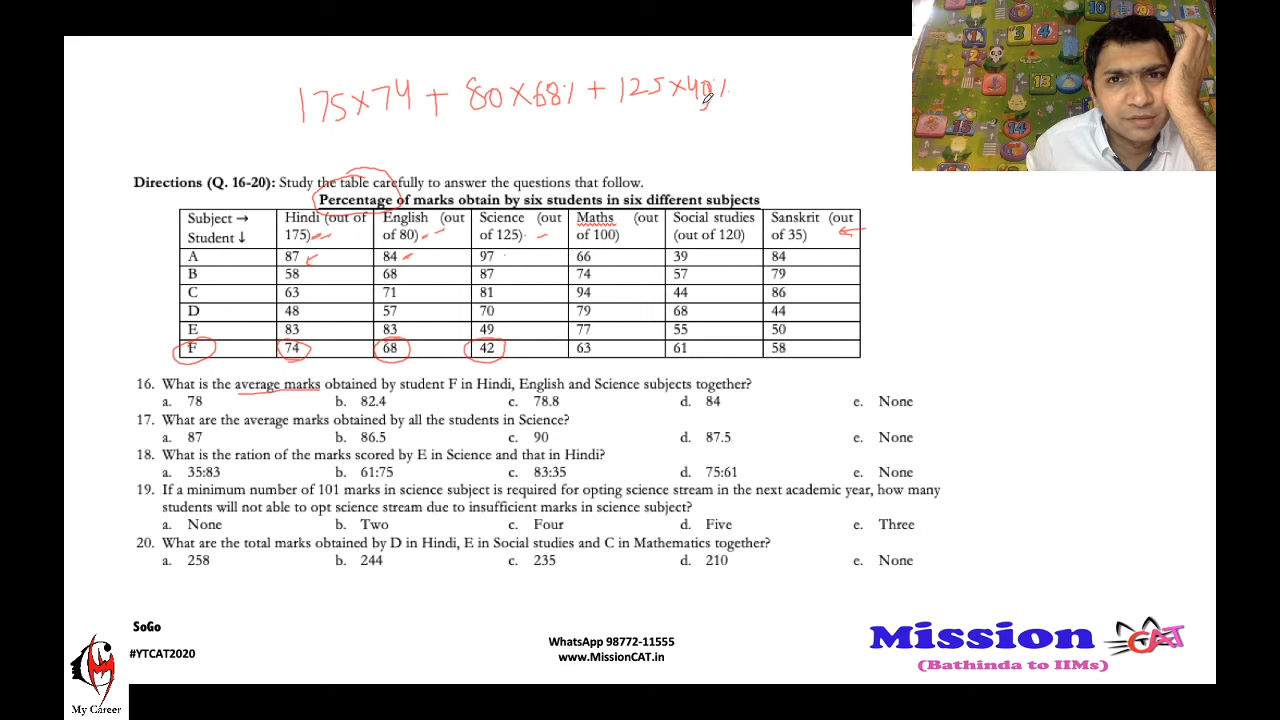 175 x 74 + 80 x 68% + 125 x 40%
Directions (Q. 16-20): Study the table carefully to answer the questions that follow.
Percentage of marks obtain by six students in six different subjects
Subject → Hindi (out of English (out Science (out Maths (out Social studies Sanskrit (out
Student ↓ 175) of 80) of 125) of 100) (out of 120) of 35)
A 87 84 97 66 39 84
B 58 68 87 74 57 79
C 63 71 81 94 44 86
D 48 57 70 79 68 44
E 83 83 49 77 55 50
F 74 68 42 63 61 58
16. What is the average marks obtained by student F in Hindi, English and Science subjects together?
a. 78 b. 82.4 c. 78.8 d. 84 e. None
17. What are the average marks obtained by all the students in Science?
a. 87 b. 86.5 c. 90 d. 87.5 e. None
18. What is the ration of the marks scored by E in Science and that in Hindi?
a. 35:83 b. 61:75 c. 83:35 d. 75:61 e. None
19. If a minimum number of 101 marks in science subject is required for opting science stream in the next academic year, how many
students will not able to opt science stream due to insufficient marks in science subject?
a. None b. Two c. Four d. Five e. Three
20. What are the total marks obtained by D in Hindi, E in Social studies and C in Mathematics together?
a. 258 b. 244 c. 235 d. 210 e. None
SoGo
#YTCAT2020
My Career
WhatsApp 98772-11555
www.MissionCAT.in
Mission CAT
(Bathinda to IIMs)